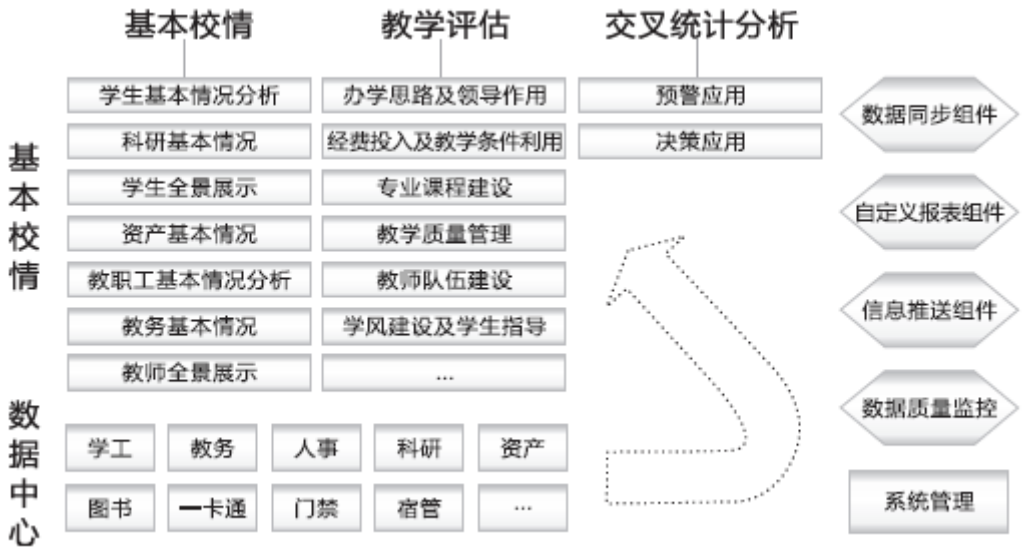 基本校情
教学评估
交叉统计分析
基本校情
学生基本情况分析
科研基本情况
学生全景展示
资产基本情况
教职工基本情况分析
教务基本情况
教师全景展示
办学思路及领导作用
经费投入及教学条件利用
专业课程建设
教学质量管理
教师队伍建设
学风建设及学生指导
...
预警应用
决策应用
数据中心
学工
教务
人事
科研
资产
图书
一卡通
门禁
宿管
...
数据同步组件
自定义报表组件
信息推送组件
数据质量监控
系统管理